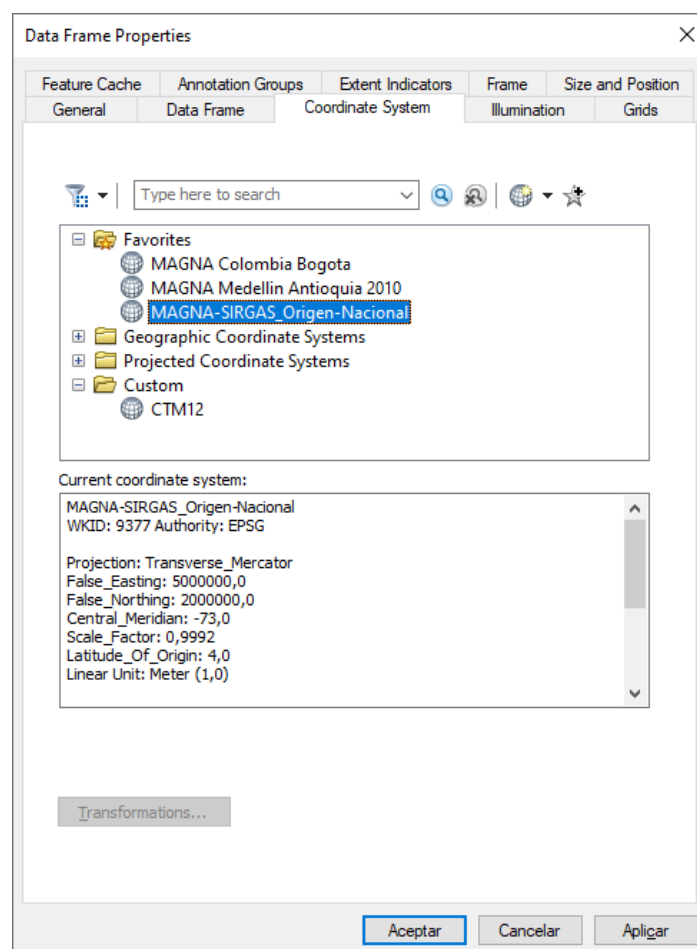 Data Frame Properties
Feature Cache Annotation Groups Extent Indicators Frame Size and Position
General Data Frame Coordinate System Illumination Grids
Type here to search
Favorites
MAGNA Colombia Bogota
MAGNA Medellin Antioquia 2010
MAGNA-SIRGAS_Origen-Nacional
Geographic Coordinate Systems
Projected Coordinate Systems
Custom
CTM12
Current coordinate system:
MAGNA-SIRGAS_Origen-Nacional
WKID: 9377 Authority: EPSG
Projection: Transverse_Mercator
False_Easting: 5000000,0
False_Northing: 2000000,0
Central_Meridian: -73,0
Scale_Factor: 0,9992
Latitude_Of_Origin: 4,0
Linear Unit: Meter (1,0)
Transformations...
Aceptar Cancelar Aplicar